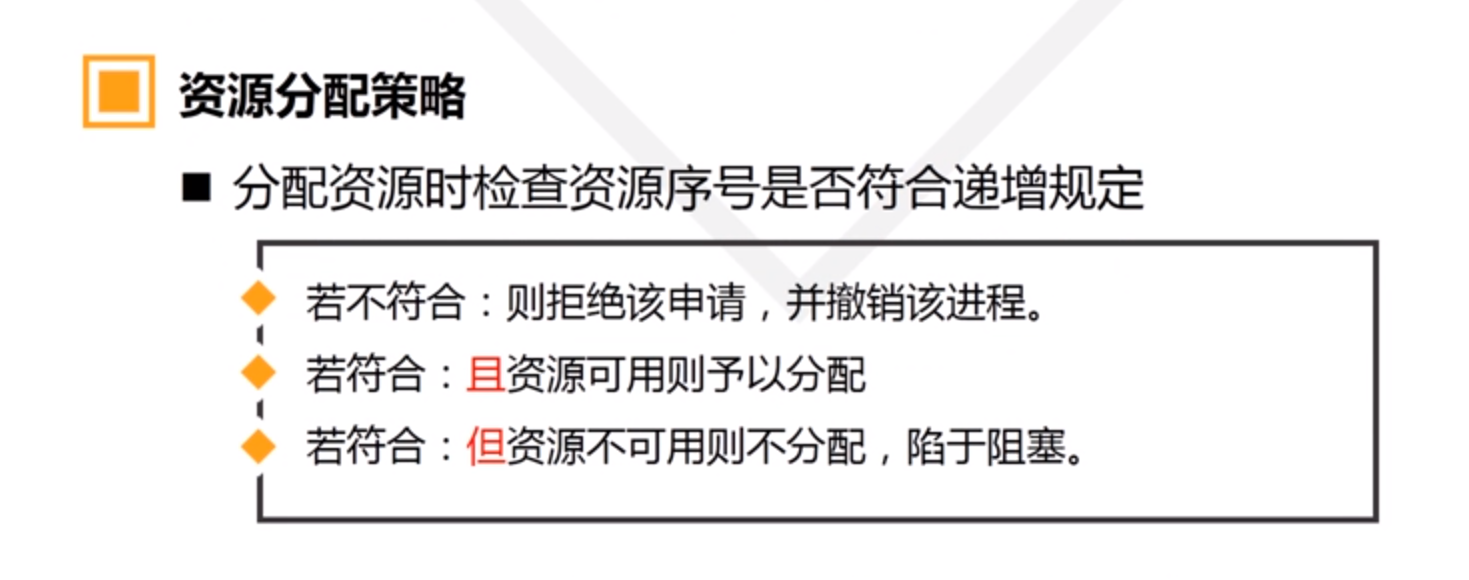 资源分配策略
分配资源时检查资源序号是否符合递增规定
若不符合：则拒绝该申请，并撤销该进程。
若符合：且资源可用则予以分配
若符合：但资源不可用则不分配，陷于阻塞。